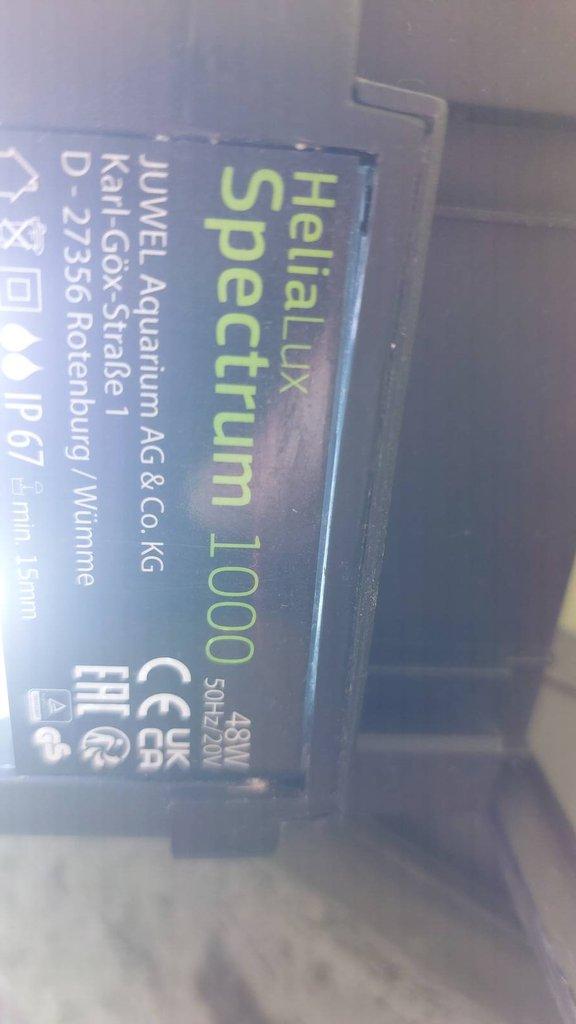 HeliaLux
Spectrum 1000
48W
50Hz/20V
JUWEL Aquarium AG & Co. KG
Karl-Göx-Straße 1
D - 27356 Rotenburg / Wümme
CE UK
CA
EAC
GS
IP 67 min. 15mm